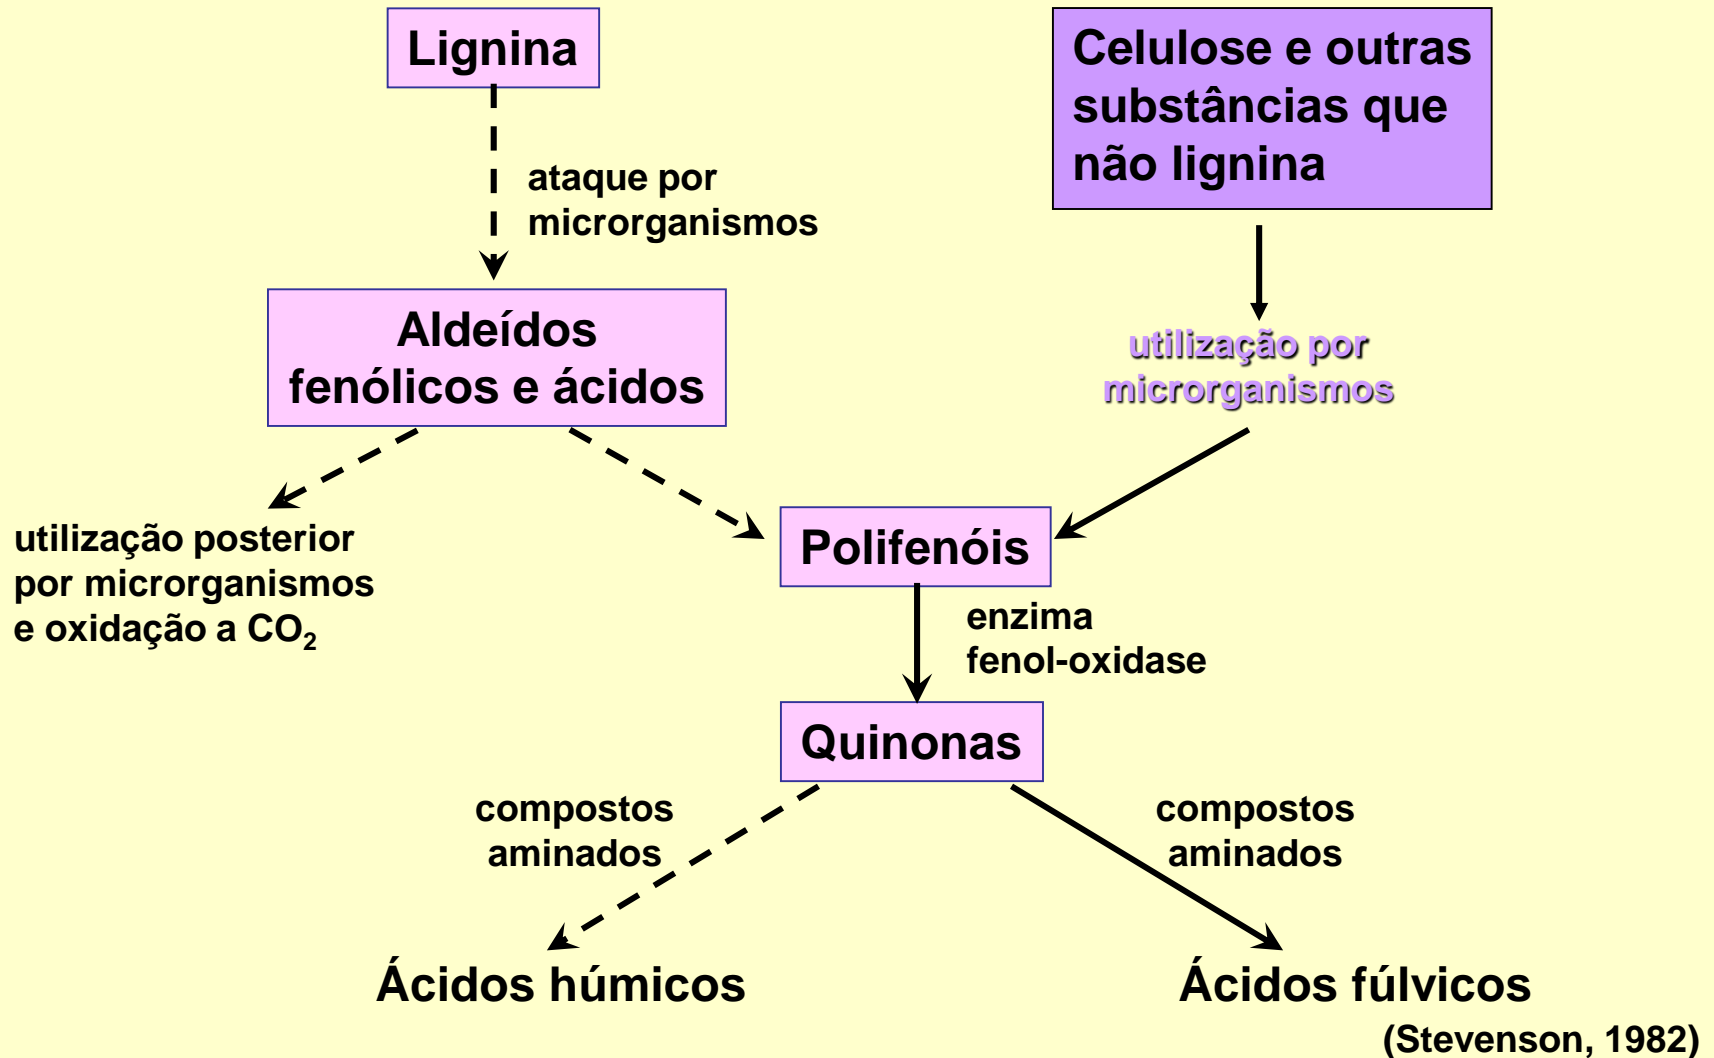 Lignina
Celulose e outras
substâncias que
não lignina
ataque por
microrganismos
Aldeídos
fenólicos e ácidos
utilização por
microrganismos
utilização posterior
por microrganismos
e oxidação a CO₂
Polifenóis
enzima
fenol-oxidase
Quinonas
compostos
aminados
compostos
aminados
Ácidos húmicos
Ácidos fúlvicos
(Stevenson, 1982)